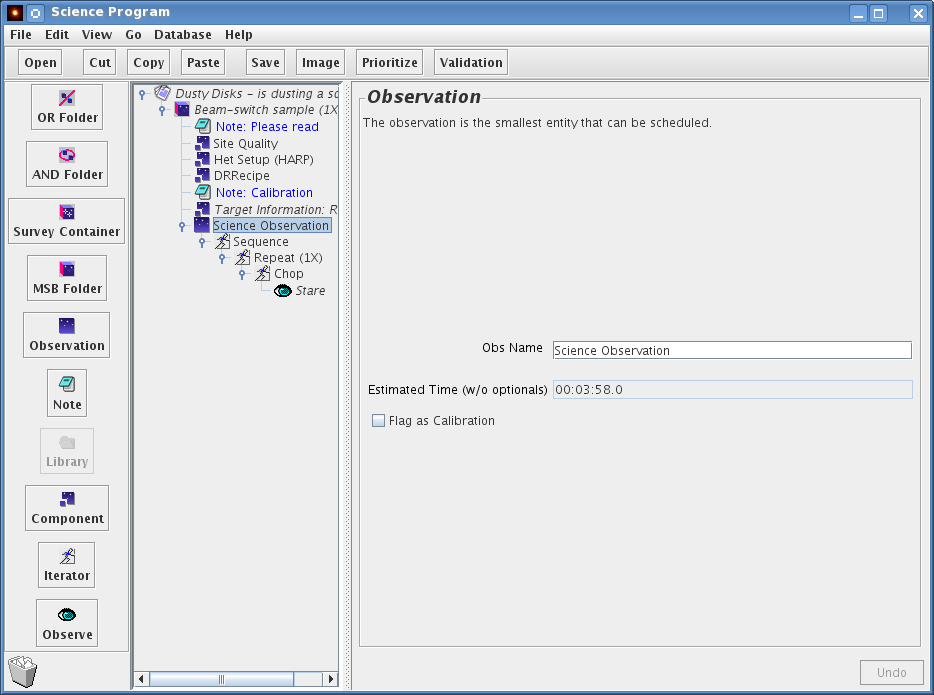 Science Program
File Edit View Go Database Help
Open Cut Copy Paste Save Image Prioritize Validation
OR Folder
AND Folder
Survey Container
MSB Folder
Observation
Note
Library
Component
Iterator
Observe
Dusty Disks - is dusting a sc
Beam-switch sample (1X
Note: Please read
Site Quality
Het Setup (HARP)
DRRecipe
Note: Calibration
Target Information: R
Science Observation
Sequence
Repeat (1X)
Chop
Stare
Observation
The observation is the smallest entity that can be scheduled.
Obs Name Science Observation
Estimated Time (w/o optionals) 00:03:58.0
Flag as Calibration
Undo